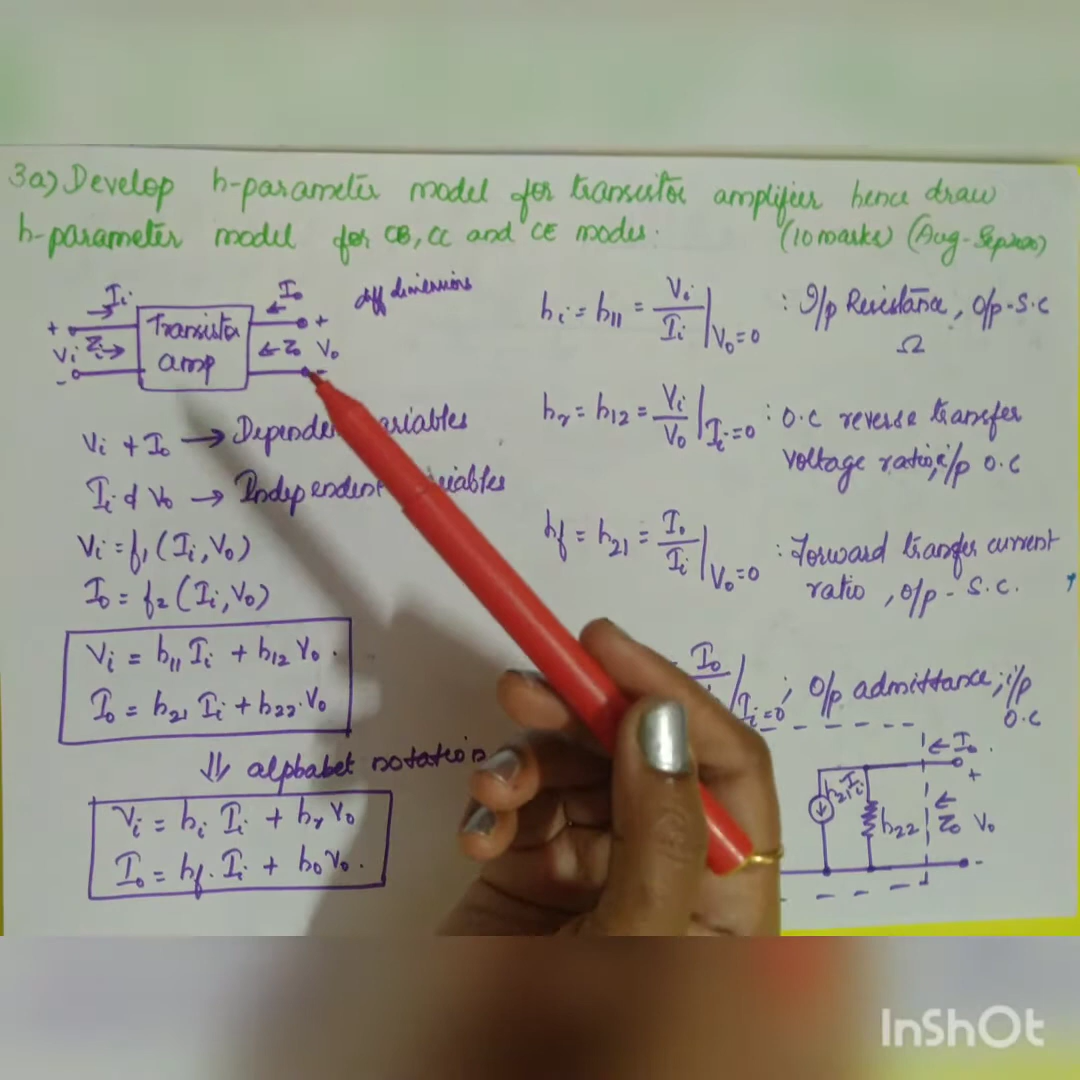 3a) Develop h-parameter model for transistor amplifier hence draw
h-parameter model for CB, CC and CE modes. (10 marks) (Aug-Sep 2020)
Ii
Io
diff dimensions
+ Vi -
Zi
Transistor
amp
Zo
+ Vo -
Vi + Io → Dependen ariables
Ii & Vo → Independent iables
Vi = f1 (Ii, Vo)
Io = f2 (Ii, Vo)
Vi = h11 Ii + h12 Vo.
Io = h21 Ii + h22.Vo
⇓ alphabet notation
Vi = hi Ii + hr Vo
Io = hf. Ii + ho Vo.
hi = h11 = Vi/Ii | Vo=0 : I/p Resistance, o/p-s.c
Ω
hr = h12 = Vi/Vo | Ii=0 : O.C reverse transfer
voltage ratio, i/p O.C
hf = h21 = Io/Ii | Vo=0 : Forward transfer current
ratio, o/p - S.C.
= Io/ | Ii=0 ; O/p admittance, i/p
O.C
h21 Ii
h22
Io.
Zo
+ Vo -
InShOt